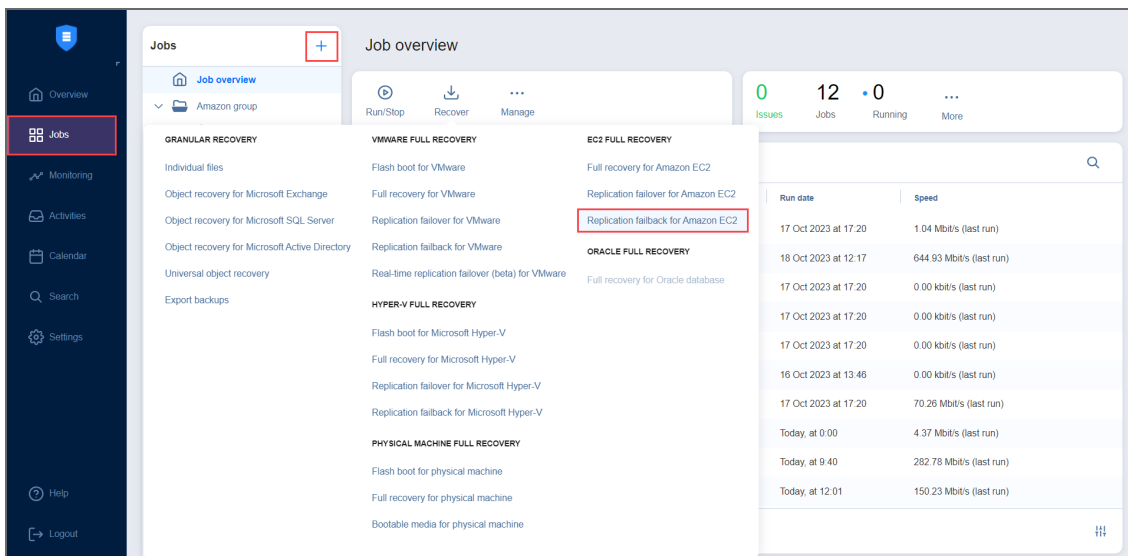 Overview
Jobs
Monitoring
Activities
Calendar
Search
Settings
Help
Logout
Jobs
+
Job overview
Amazon group
Job overview
Run/Stop
Recover
Manage
0
Issues
12
Jobs
0
Running
More
GRANULAR RECOVERY
Individual files
Object recovery for Microsoft Exchange
Object recovery for Microsoft SQL Server
Object recovery for Microsoft Active Directory
Universal object recovery
Export backups
VMWARE FULL RECOVERY
Flash boot for VMware
Full recovery for VMware
Replication failover for VMware
Replication failback for VMware
Real-time replication failover (beta) for VMware
HYPER-V FULL RECOVERY
Flash boot for Microsoft Hyper-V
Full recovery for Microsoft Hyper-V
Replication failover for Microsoft Hyper-V
Replication failback for Microsoft Hyper-V
PHYSICAL MACHINE FULL RECOVERY
Flash boot for physical machine
Full recovery for physical machine
Bootable media for physical machine
EC2 FULL RECOVERY
Full recovery for Amazon EC2
Replication failover for Amazon EC2
Replication failback for Amazon EC2
ORACLE FULL RECOVERY
Full recovery for Oracle database
Run date Speed
17 Oct 2023 at 17:20 1.04 Mbit/s (last run)
18 Oct 2023 at 12:17 644.93 Mbit/s (last run)
17 Oct 2023 at 17:20 0.00 kbit/s (last run)
17 Oct 2023 at 17:20 0.00 kbit/s (last run)
17 Oct 2023 at 17:20 0.00 kbit/s (last run)
16 Oct 2023 at 13:46 0.00 kbit/s (last run)
17 Oct 2023 at 17:20 70.26 Mbit/s (last run)
Today, at 0:00 4.37 Mbit/s (last run)
Today, at 9:40 282.78 Mbit/s (last run)
Today, at 12:01 150.23 Mbit/s (last run)